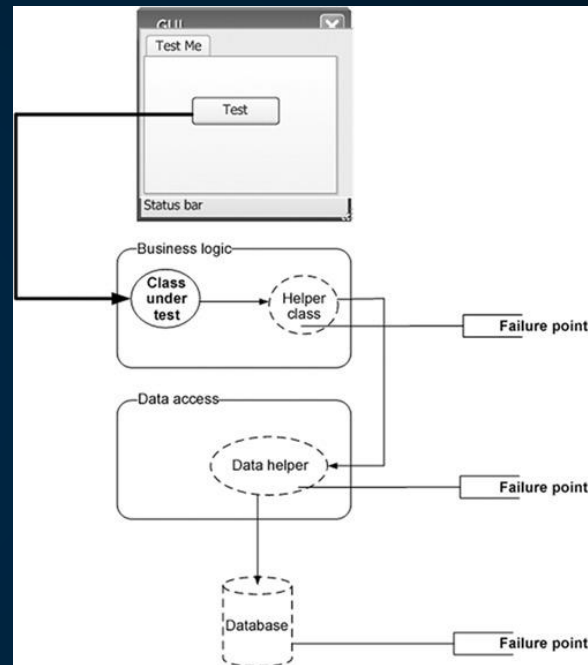 GUI
Test Me
Test
Status bar
Business logic
Class
under
test
Helper
class
Failure point
Data access
Data helper
Failure point
Database
Failure point